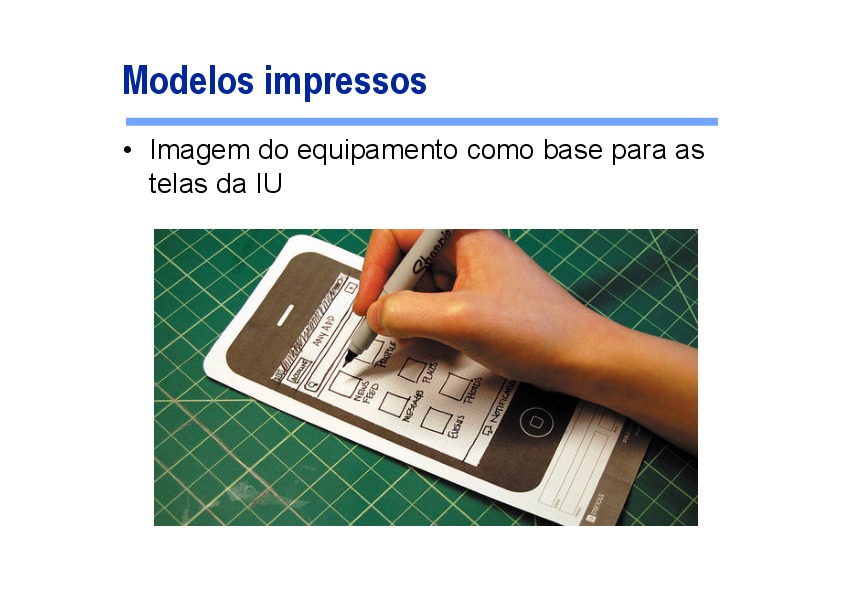 Modelos impressos
• Imagem do equipamento como base para as
telas da IU
Sharpie
ANY APP
ACCOUNT
PROFILE
NEWS
FEED
PLACES
MESSAGES
PHOTOS
EVENTS
NOTIFICATIONS